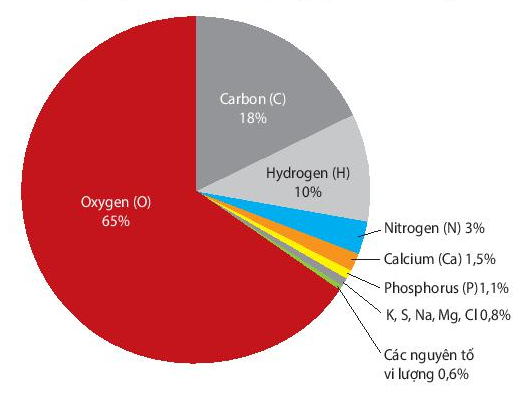 Carbon (C)
18%
Hydrogen (H)
10%
Oxygen (O)
65%
Nitrogen (N) 3%
Calcium (Ca) 1,5%
Phosphorus (P)1,1%
K, S, Na, Mg, Cl 0,8%
Các nguyên tố
vi lượng 0,6%